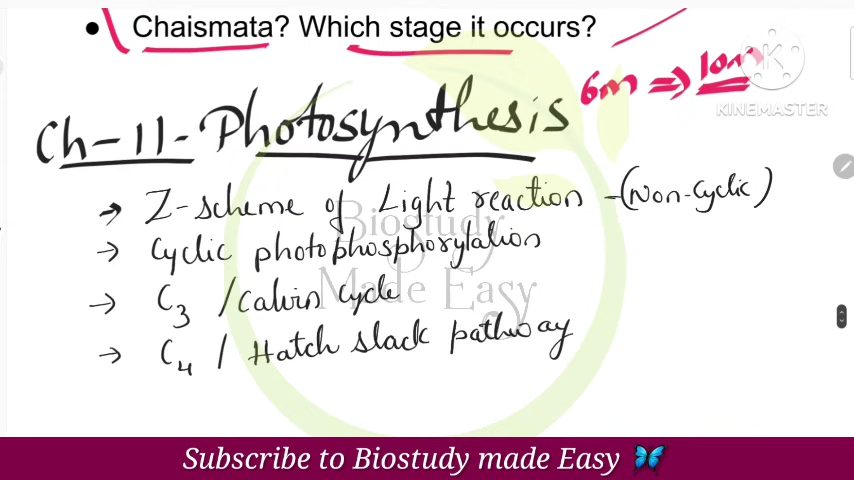 ● Chaismata? Which stage it occurs?
6m ⇒ 10m
KINEMASTER
Ch-11-Photosynthesis
→ Z-scheme of Light reaction -(Non-Cyclic)
→ Cyclic photophosphorylation
→ C3 /Calvin Cycle
→ C4 / Hatch slack pathway
Biostudy
Made Easy
Subscribe to Biostudy made Easy 🦋